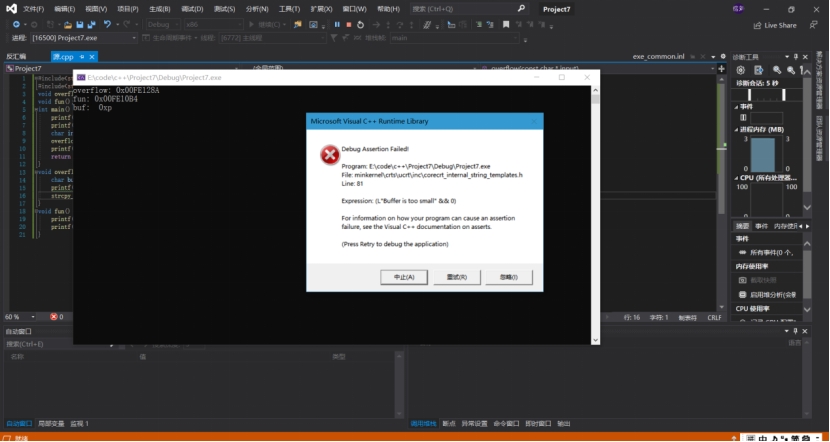 文件(F) 编辑(E) 视图(V) 项目(P) 生成(B) 调试(D) 测试(S) 分析(N) 工具(T) 扩展(X) 窗口(W) 帮助(H) 搜索 (Ctrl+Q) Project7
Debug x86 继续(C) Live Share
进程: [16500] Project7.exe 生命周期事件 线程: [6772] 主线程 堆栈帧: main
反汇编 源.cpp exe_common.inl 诊断工具
Project7 (全局范围) overflow(const char * input)
诊断会话: 5 秒
E:\code\c++\Project7\Debug\Project7.exe
overflow: 0x00FE128A
fun: 0x00FE10B4
buf: 0xp
Microsoft Visual C++ Runtime Library
Debug Assertion Failed!
Program: E:\code\c++\Project7\Debug\Project7.exe
File: minkernel\crts\ucrt\inc\corecrt_internal_string_templates.h
Line: 81
Expression: (L"Buffer is too small" && 0)
For information on how your program can cause an assertion
failure, see the Visual C++ documentation on asserts.
(Press Retry to debug the application)
中止(A) 重试(R) 忽略(I)
事件
进程内存 (MB)
3 3
0 0
CPU (所有处理器...
100 100
0 0
摘要 事件 内存使用
事件
所有事件(0 个,
内存使用率
截取快照
启用堆分析(会影
CPU 使用率
60 % 0 行: 16 字符: 1 制表符 CRLF
自动窗口
搜索(Ctrl+E)
名称 值 类型 语言
自动窗口 局部变量 监视 1 调用堆栈 断点 异常设置 命令窗口 即时窗口 输出
就绪 中 简